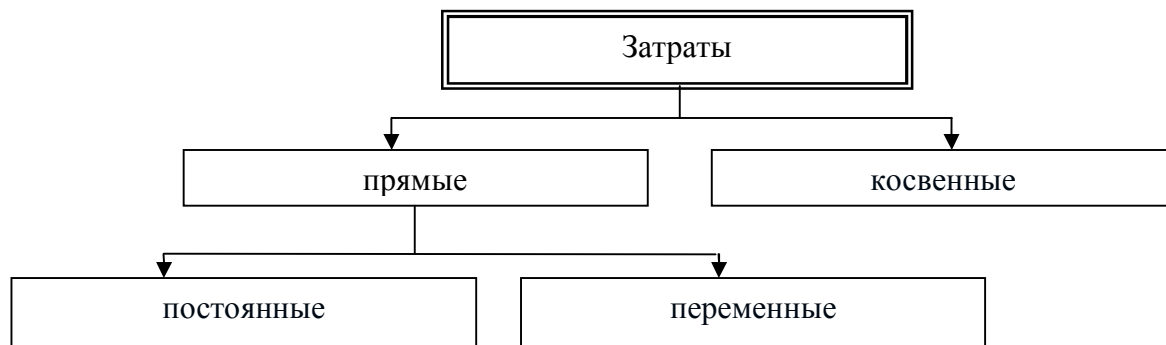 Затраты
прямые
косвенные
постоянные
переменные